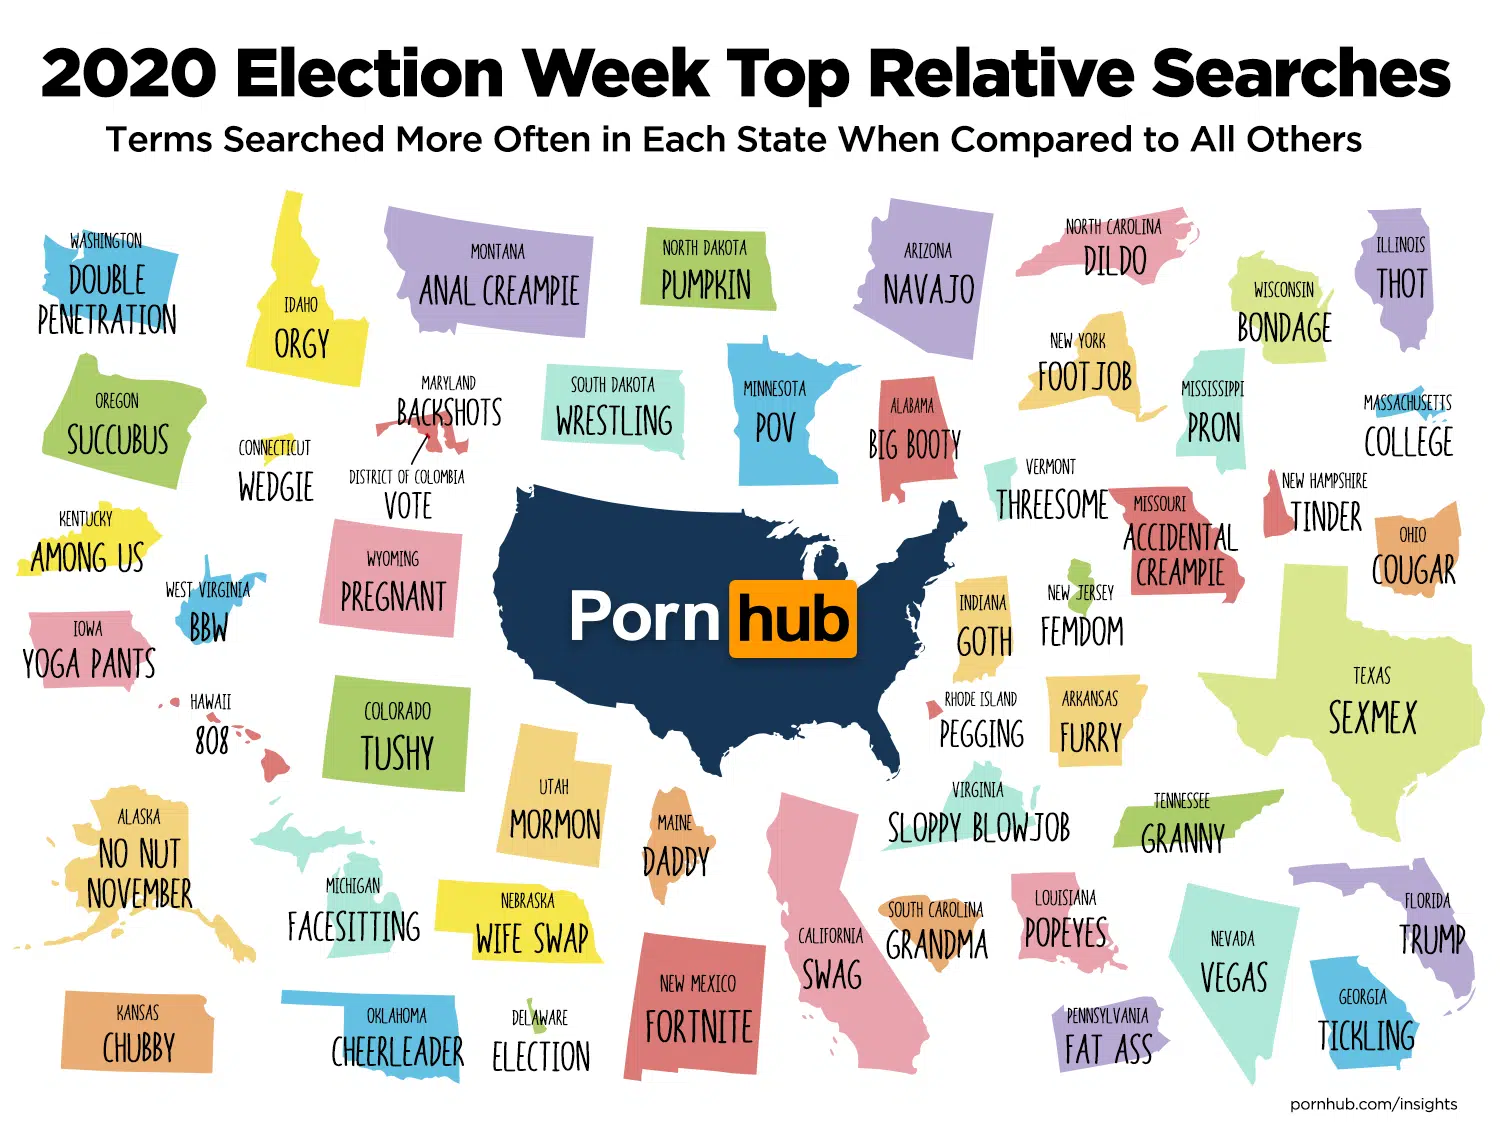 2020 Election Week Top Relative Searches
Terms Searched More Often in Each State When Compared to All Others
WASHINGTON
DOUBLE
PENETRATION
IDAHO
ORGY
MONTANA
ANAL CREAMPIE
NORTH DAKOTA
PUMPKIN
ARIZONA
NAVAJO
NORTH CAROLINA
DILDO
WISCONSIN
BONDAGE
ILLINOIS
THOT
OREGON
SUCCUBUS
CONNECTICUT
WEDGIE
MARYLAND
BACKSHOTS
DISTRICT OF COLOMBIA
VOTE
SOUTH DAKOTA
WRESTLING
MINNESOTA
POV
ALABAMA
BIG BOOTY
NEW YORK
FOOTJOB
MISSISSIPPI
PRON
MASSACHUSETTS
COLLEGE
KENTUCKY
AMONG US
WEST VIRGINIA
BBW
WYOMING
PREGNANT
VERMONT
THREESOME
MISSOURI
ACCIDENTAL
CREAMPIE
NEW HAMPSHIRE
TINDER
OHIO
COUGAR
IOWA
YOGA PANTS
Pornhub
INDIANA
GOTH
NEW JERSEY
FEMDOM
TEXAS
SEXMEX
HAWAII
808
COLORADO
TUSHY
RHODE ISLAND
PEGGING
ARKANSAS
FURRY
ALASKA
NO NUT
NOVEMBER
UTAH
MORMON
MAINE
DADDY
VIRGINIA
SLOPPY BLOWJOB
TENNESSEE
GRANNY
MICHIGAN
FACESITTING
NEBRASKA
WIFE SWAP
CALIFORNIA
SWAG
SOUTH CAROLINA
GRANDMA
LOUISIANA
POPEYES
NEVADA
VEGAS
FLORIDA
TRUMP
KANSAS
CHUBBY
OKLAHOMA
CHEERLEADER
DELAWARE
ELECTION
NEW MEXICO
FORTNITE
PENNSYLVANIA
FAT ASS
GEORGIA
TICKLING
pornhub.com/insights